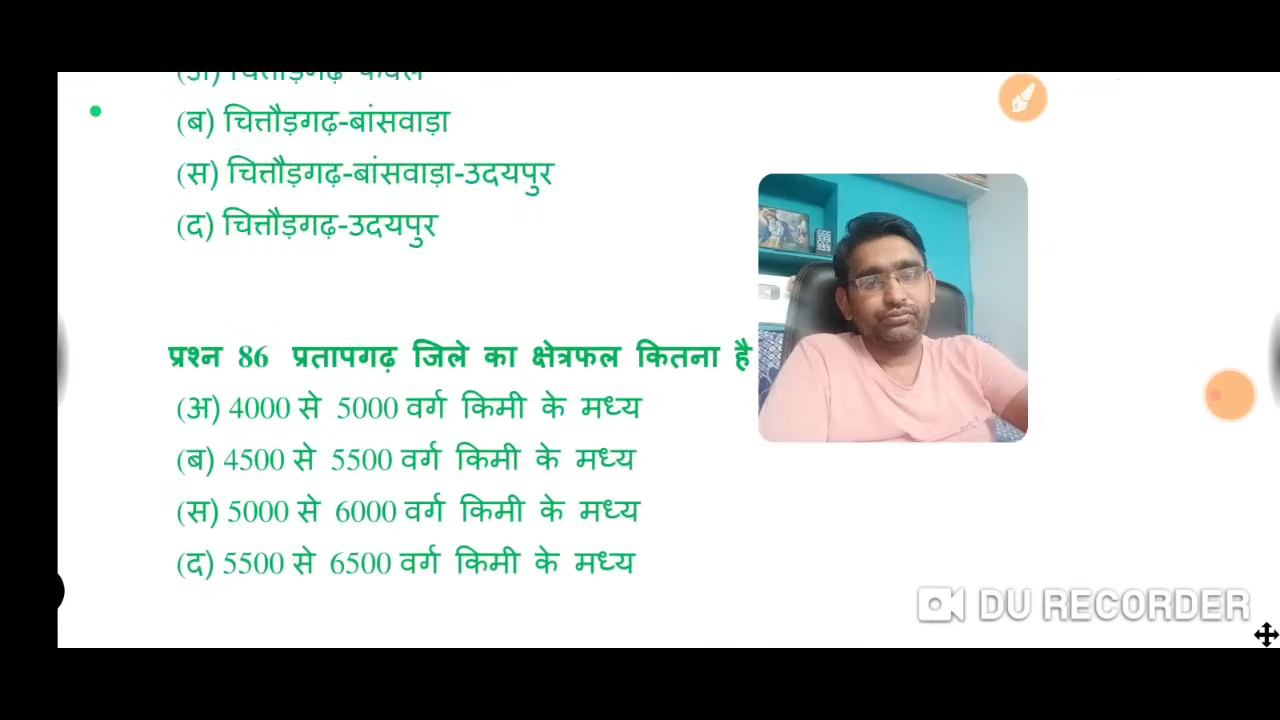 (ब) चित्तौड़गढ़-बांसवाड़ा
(स) चित्तौड़गढ़-बांसवाड़ा-उदयपुर
(द) चित्तौड़गढ़-उदयपुर
प्रश्न 86 प्रतापगढ़ जिले का क्षेत्रफल कितना है
(अ) 4000 से 5000 वर्ग किमी के मध्य
(ब) 4500 से 5500 वर्ग किमी के मध्य
(स) 5000 से 6000 वर्ग किमी के मध्य
(द) 5500 से 6500 वर्ग किमी के मध्य
DU RECORDER